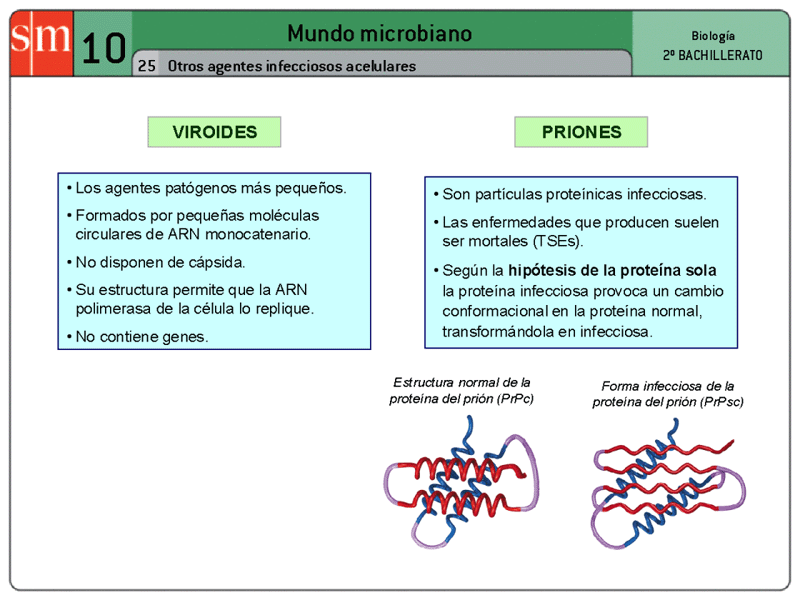 sm
10
Mundo microbiano
25 Otros agentes infecciosos acelulares
Biología
2º BACHILLERATO
VIROIDES
• Los agentes patógenos más pequeños.
• Formados por pequeñas moléculas
circulares de ARN monocatenario.
• No disponen de cápsida.
• Su estructura permite que la ARN
polimerasa de la célula lo replique.
• No contiene genes.
PRIONES
• Son partículas proteínicas infecciosas.
• Las enfermedades que producen suelen
ser mortales (TSEs).
• Según la hipótesis de la proteína sola
la proteína infecciosa provoca un cambio
conformacional en la proteína normal,
transformándola en infecciosa.
Estructura normal de la
proteína del prión (PrPc)
Forma infecciosa de la
proteína del prión (PrPsc)